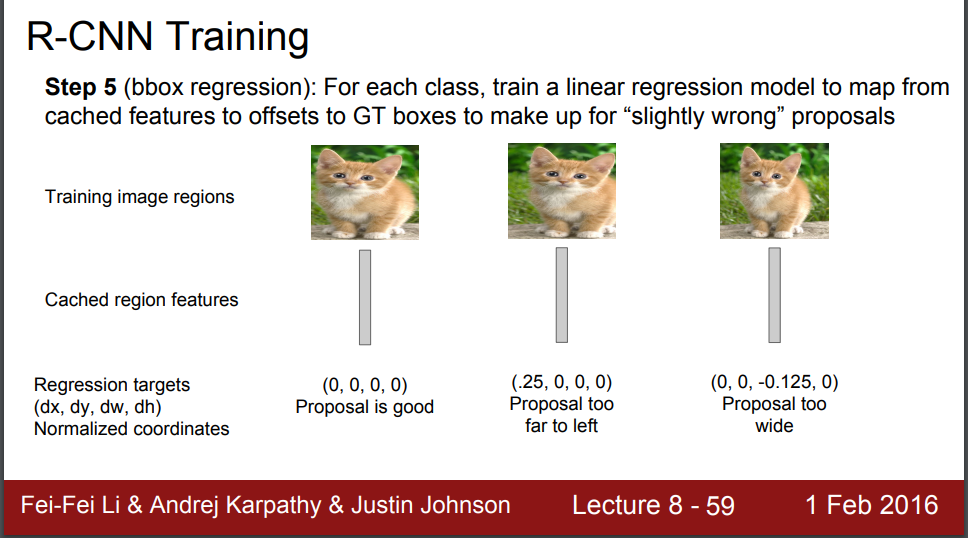 R-CNN Training
Step 5 (bbox regression): For each class, train a linear regression model to map from
cached features to offsets to GT boxes to make up for “slightly wrong” proposals
Training image regions
Cached region features
Regression targets
(dx, dy, dw, dh)
Normalized coordinates
(0, 0, 0, 0)
Proposal is good
(.25, 0, 0, 0)
Proposal too
far to left
(0, 0, -0.125, 0)
Proposal too
wide
Fei-Fei Li & Andrej Karpathy & Justin Johnson
Lecture 8 - 59
1 Feb 2016